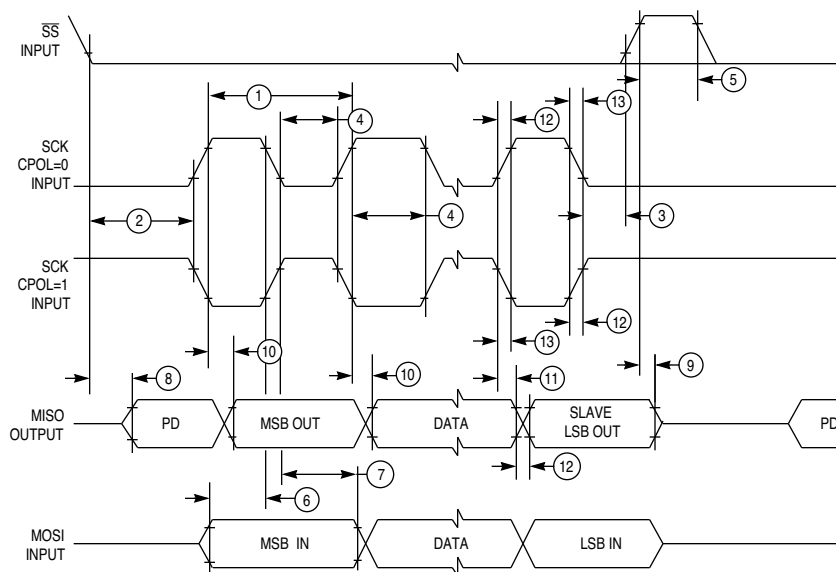 SS
INPUT
5
1
13
4
12
SCK
CPOL=0
INPUT
2
4
3
SCK
CPOL=1
INPUT
12
13
10
10
8
11
9
MISO
OUTPUT
PD
MSB OUT
DATA
SLAVE
LSB OUT
PD
7
12
6
MOSI
INPUT
MSB IN
DATA
LSB IN